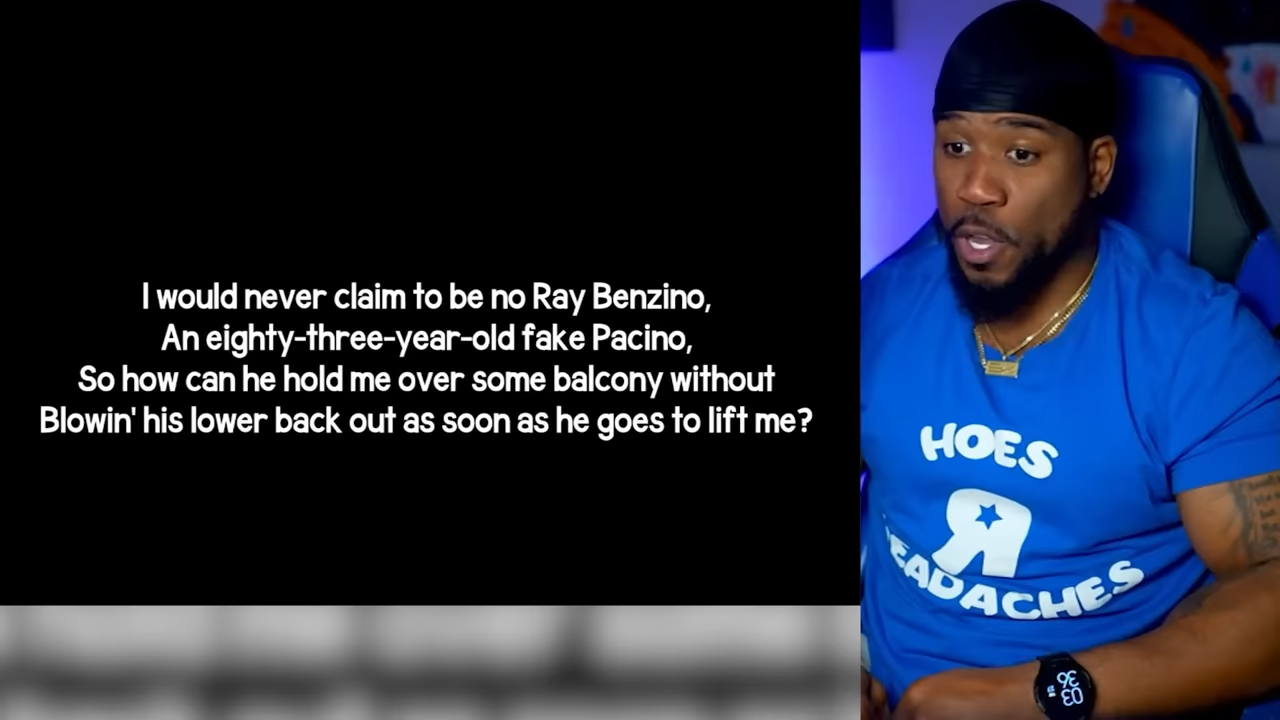 I would never claim to be no Ray Benzino,
An eighty-three-year-old fake Pacino,
So how can he hold me over some balcony without
Blowin' his lower back out as soon as he goes to lift me?
HOES
R
EADACHES
03
36